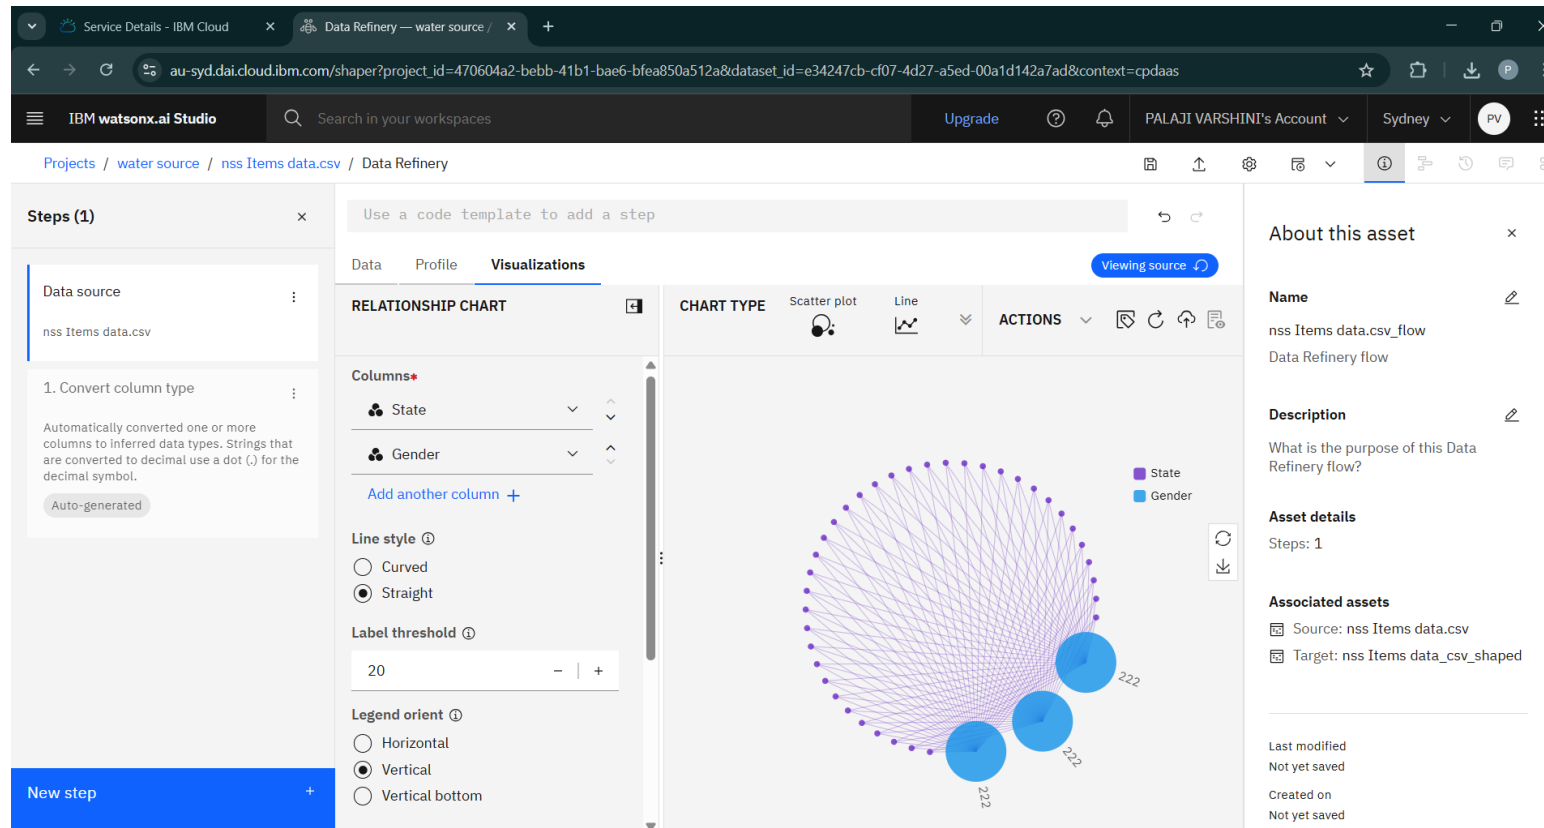 Service Details - IBM Cloud
Data Refinery — water source /
au-syd.dai.cloud.ibm.com/shaper?project_id=470604a2-bebb-41b1-bae6-bfea850a512a&dataset_id=e34247cb-cf07-4d27-a5ed-00a1d142a7ad&context=cpdaas
P
IBM watsonx.ai Studio
Search in your workspaces
Upgrade
PALAJI VARSHINI's Account
Sydney
PV
Projects / water source / nss Items data.csv / Data Refinery
Steps (1)
Data source
nss Items data.csv
1. Convert column type
Automatically converted one or more
columns to inferred data types. Strings that
are converted to decimal use a dot (.) for the
decimal symbol.
Auto-generated
New step +
Use a code template to add a step
Data
Profile
Visualizations
Viewing source
RELATIONSHIP CHART
Columns*
State
Gender
Add another column +
Line style
Curved
Straight
Label threshold
20
Legend orient
Horizontal
Vertical
Vertical bottom
CHART TYPE
Scatter plot
Line
ACTIONS
State
Gender
222
222
222
About this asset
Name
nss Items data.csv_flow
Data Refinery flow
Description
What is the purpose of this Data
Refinery flow?
Asset details
Steps: 1
Associated assets
Source: nss Items data.csv
Target: nss Items data_csv_shaped
Last modified
Not yet saved
Created on
Not yet saved